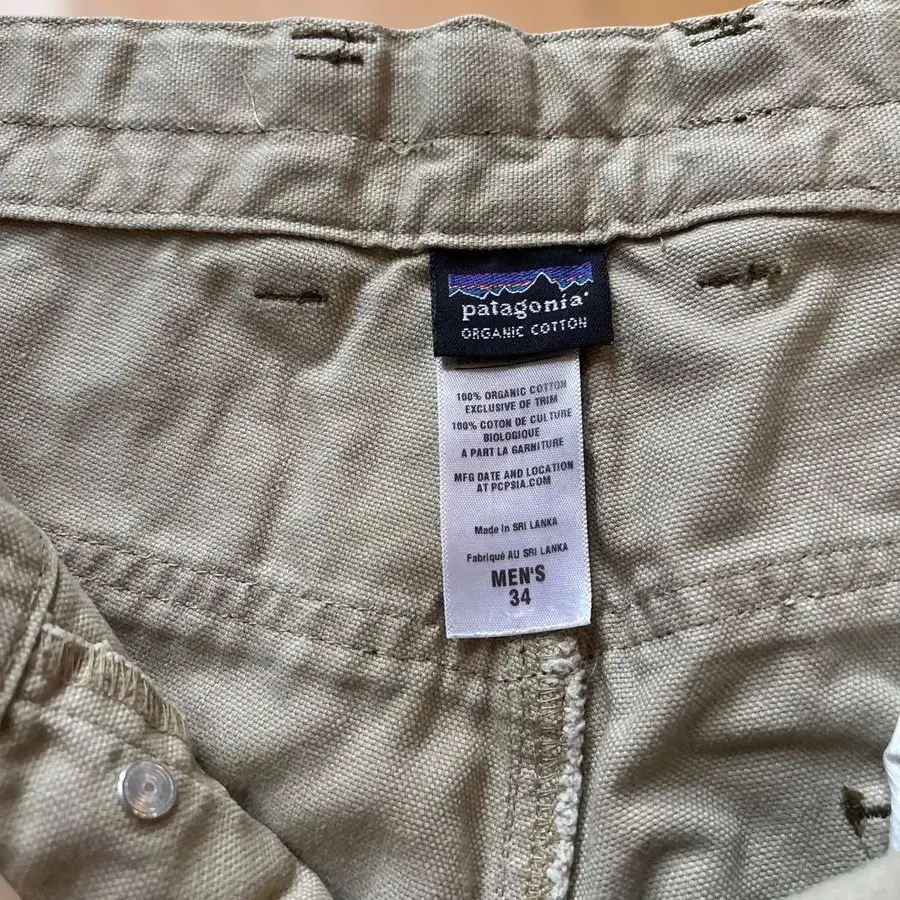 patagonia®
ORGANIC COTTON
100% ORGANIC COTTON
EXCLUSIVE OF TRIM
100% COTON DE CULTURE
BIOLOGIQUE
A PART LA GARNITURE
MFG DATE AND LOCATION
AT PCPSIA.COM
Made in SRI LANKA
Fabriqué AU SRI LANKA
MEN'S
34